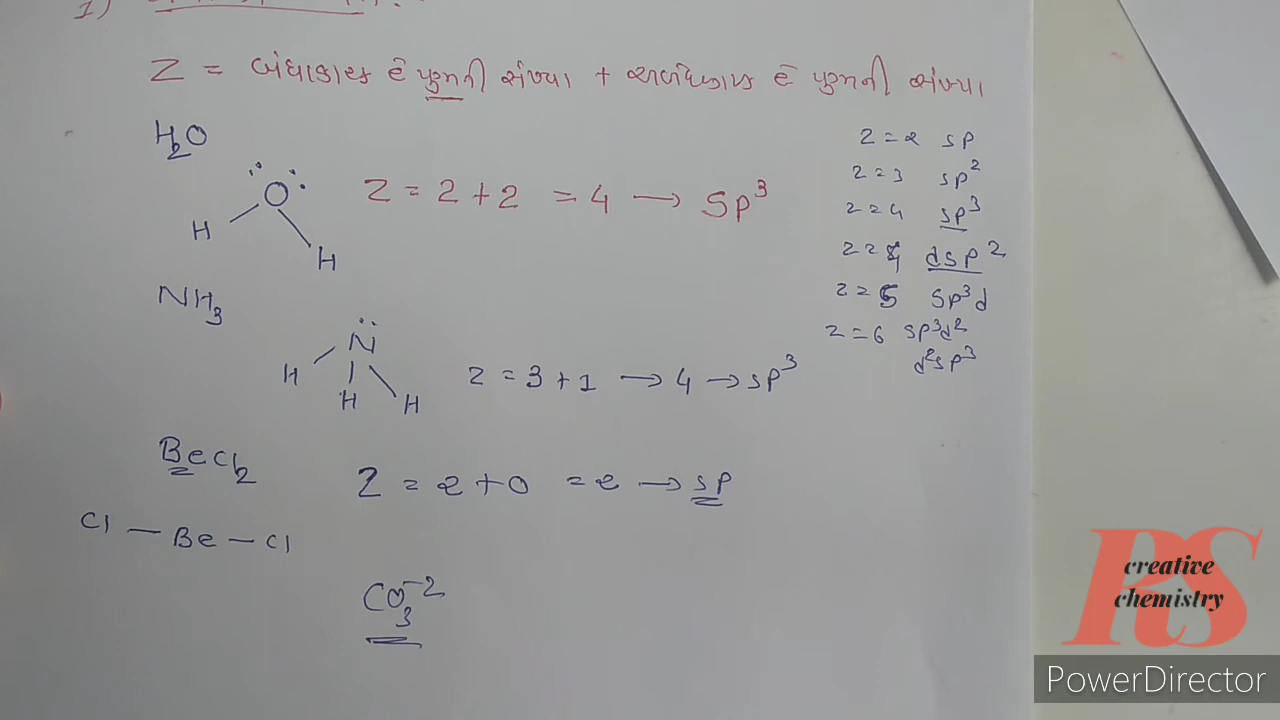 1)
Z = બંધકારક e⁻ યુગ્મની સંખ્યા + અબંધકારક e⁻ યુગ્મની સંખ્યા
H₂O
O
H
H
Z = 2 + 2 = 4 → SP³
Z = 2 SP
Z = 3 SP²
Z = 4 SP³
Z = 4 dSP²
Z = 5 SP³d
Z = 6 SP³d²
d²SP³
NH₃
N
H
H
H
Z = 3 + 1 → 4 → SP³
BeCl₂
Z = 2 + 0 = 2 → SP
Cl — Be — Cl
CO₃⁻²
RS
creative
chemistry
PowerDirector